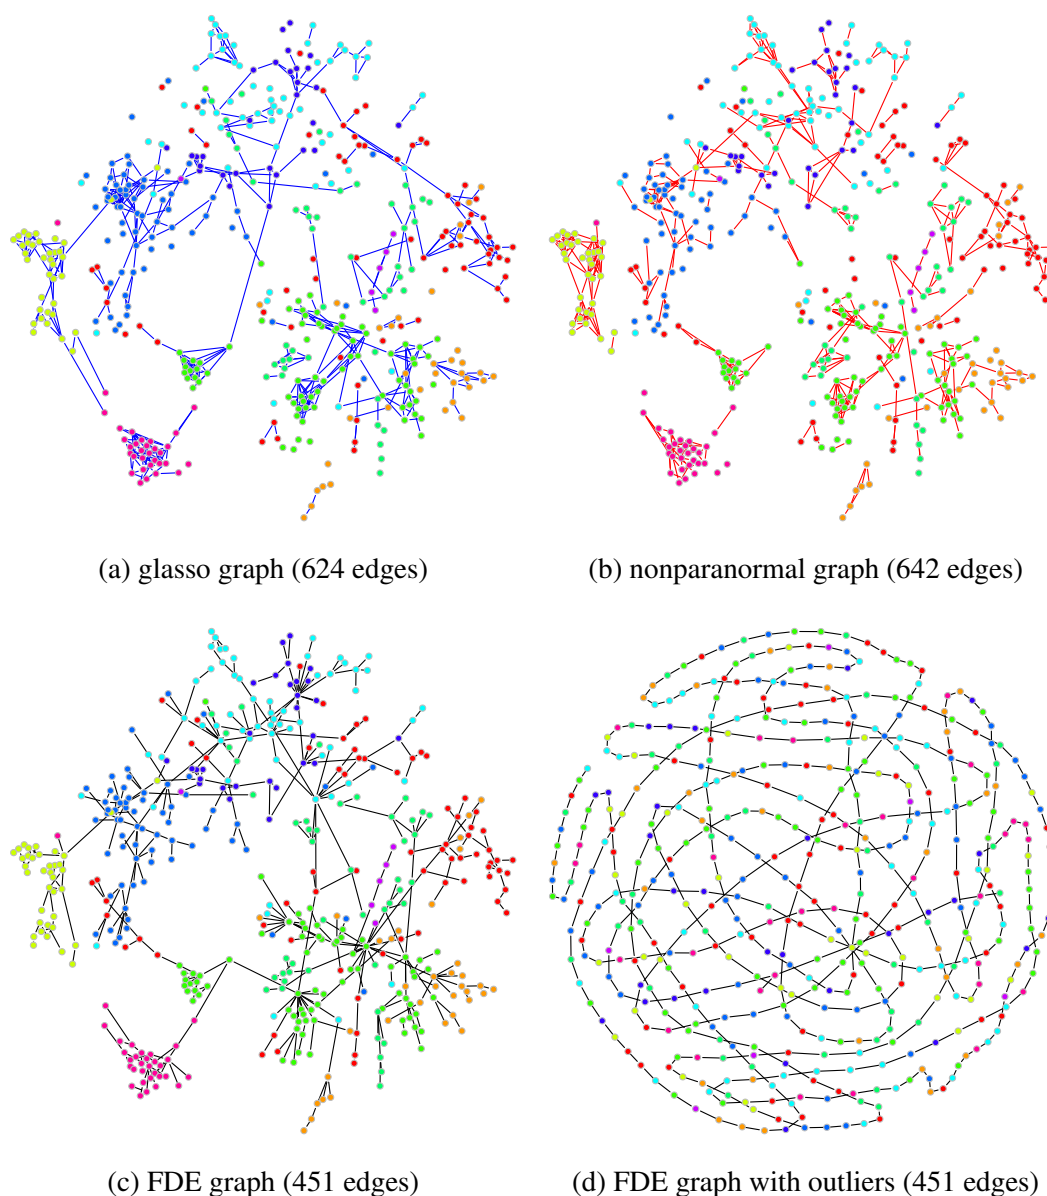 (a) glasso graph (624 edges)
(b) nonparanormal graph (642 edges)
(c) FDE graph (451 edges)
(d) FDE graph with outliers (451 edges)